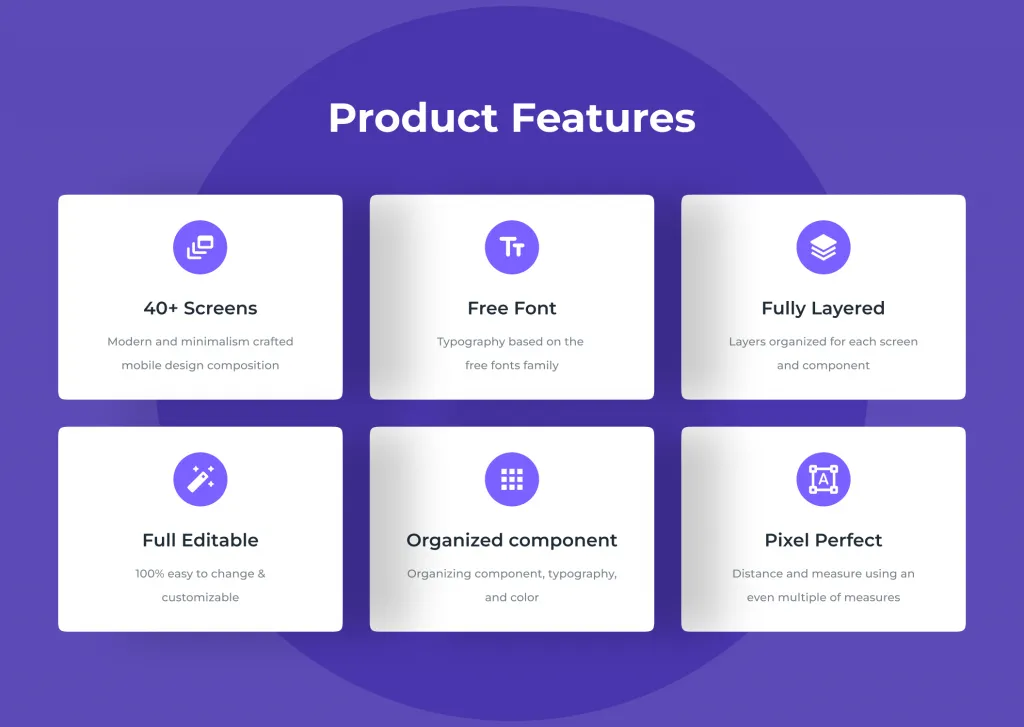 Product Features
40+ Screens
Modern and minimalism crafted
mobile design composition
Tт
Free Font
Typography based on the
free fonts family
Fully Layered
Layers organized for each screen
and component
Full Editable
100% easy to change &
customizable
Organized component
Organizing component, typography,
and color
A
Pixel Perfect
Distance and measure using an
even multiple of measures